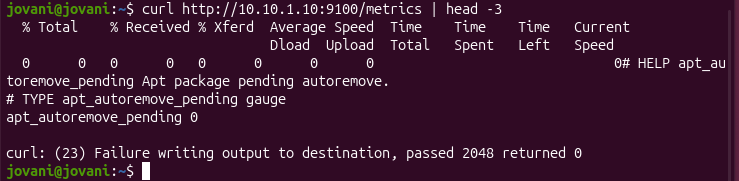 jovani@jovani:~$ curl http://10.10.1.10:9100/metrics | head -3
  % Total    % Received % Xferd  Average Speed   Time    Time     Time  Current
                                 Dload  Upload   Total   Spent    Left  Speed
  0     0    0     0    0     0      0      0                              0# HELP apt_au
toremove_pending Apt package pending autoremove.
# TYPE apt_autoremove_pending gauge
apt_autoremove_pending 0
curl: (23) Failure writing output to destination, passed 2048 returned 0
jovani@jovani:~$